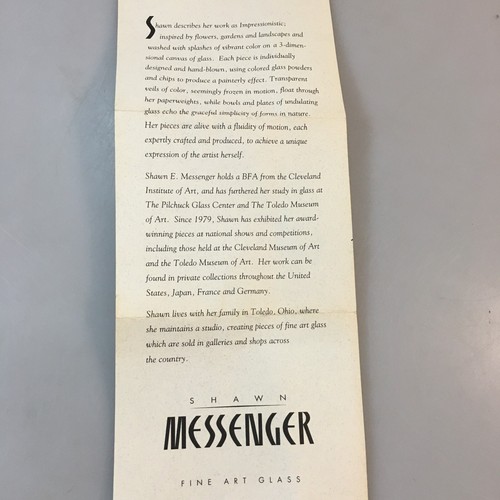 Shawn describes her work as Impressionistic;
inspired by flowers, gardens and landscapes and
washed with splashes of vibrant color on a 3-dimen-
sional canvas of glass. Each piece is individually
designed and hand-blown, using colored glass powders
and chips to produce a painterly effect. Transparent
veils of color, seemingly frozen in motion, float through
her paperweights, while bowls and plates of undulating
glass echo the graceful simplicity of forms in nature.
Her pieces are alive with a fluidity of motion, each
expertly crafted and produced, to achieve a unique
expression of the artist herself.
Shawn E. Messenger holds a BFA from the Cleveland
Institute of Art, and has furthered her study in glass at
The Pilchuck Glass Center and The Toledo Museum
of Art. Since 1979, Shawn has exhibited her award-
winning pieces at national shows and competitions,
including those held at the Cleveland Museum of Art
and the Toledo Museum of Art. Her work can be
found in private collections throughout the United
States, Japan, France and Germany.
Shawn lives with her family in Toledo, Ohio, where
she maintains a studio, creating pieces of fine art glass
which are sold in galleries and shops across
the country.
SHAWN
MESSENGER
FINE ART GLASS